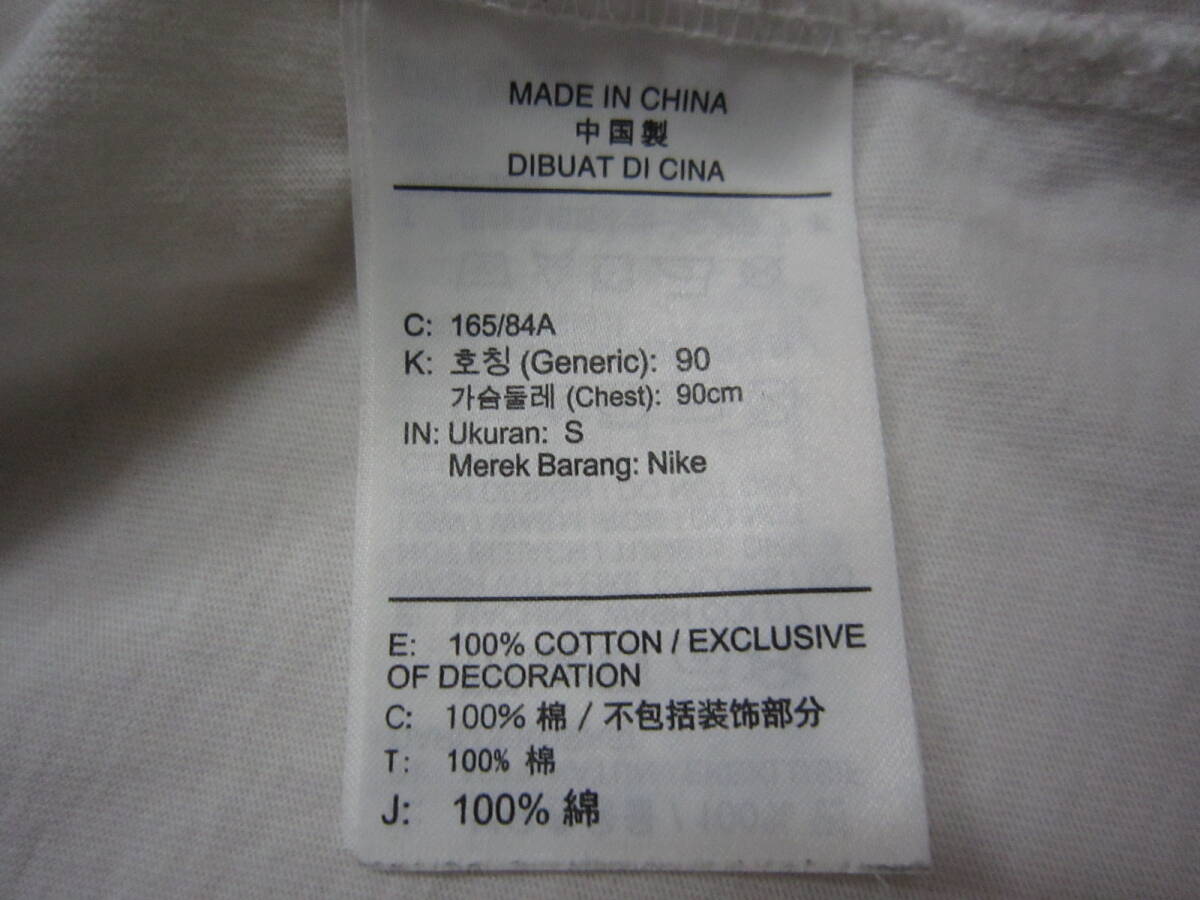 MADE IN CHINA
中国製
DIBUAT DI CINA
C: 165/84A
K: 호칭 (Generic): 90
가슴둘레 (Chest): 90cm
IN: Ukuran: S
Merek Barang: Nike
E: 100% COTTON / EXCLUSIVE
OF DECORATION
C: 100% 棉 / 不包括装饰部分
T: 100% 棉
J: 100% 綿